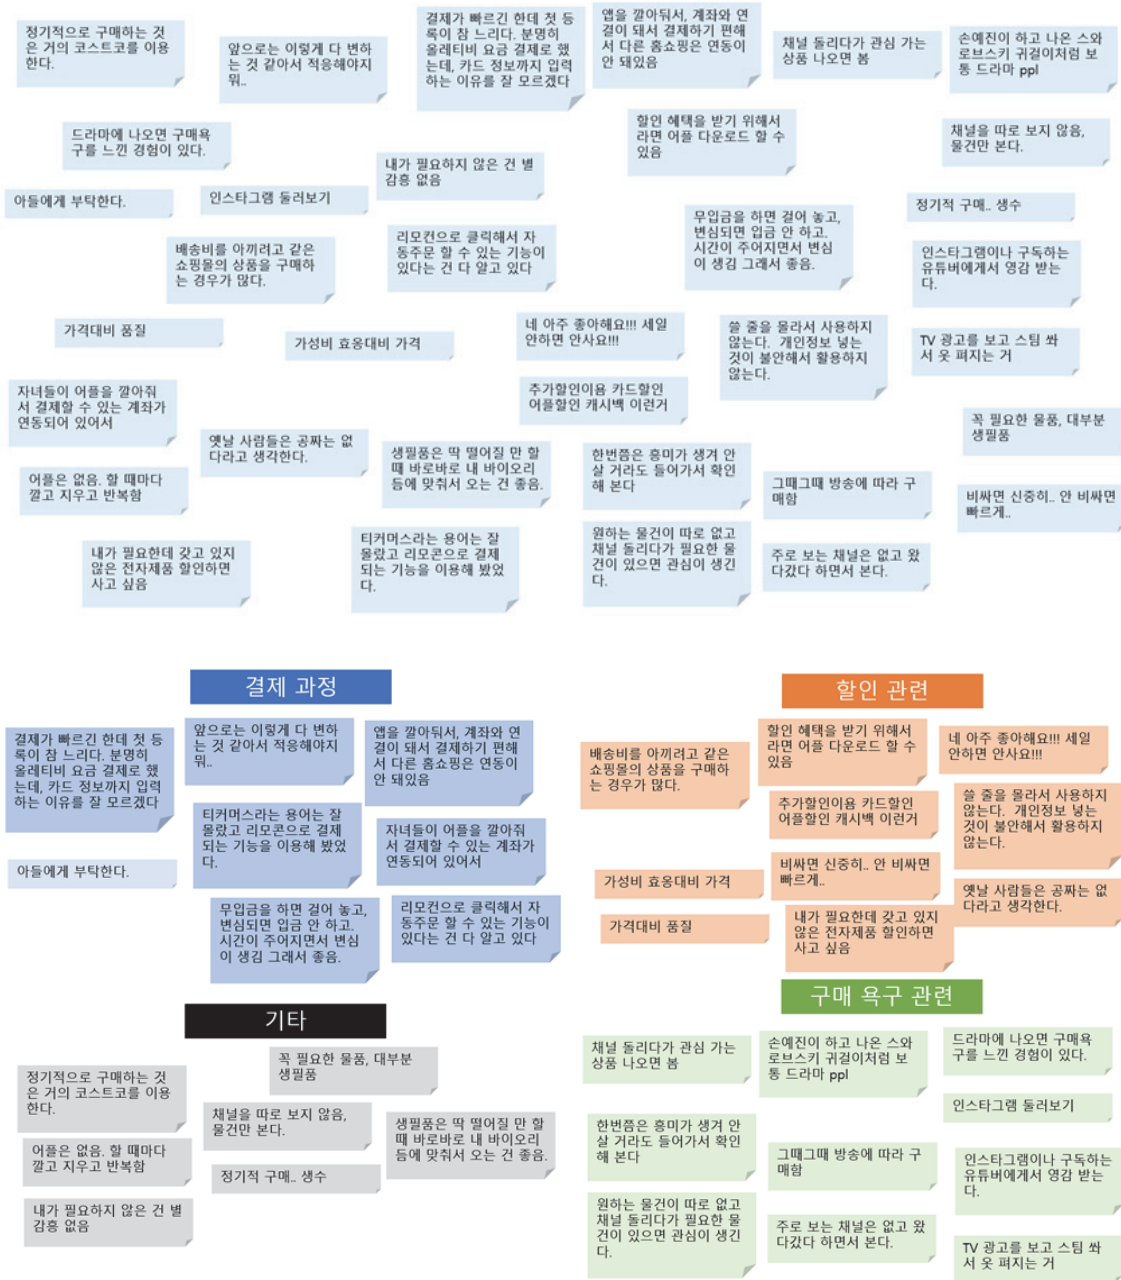 정기적으로 구매하는 것
은 거의 코스트코를 이용
한다.
앞으로는 이렇게 다 변하
는 것 같아서 적응해야지
뭐..
결제가 빠르긴 한데 첫 등
록이 참 느리다. 분명히
올레티비 요금 결제로 했
는데, 카드 정보까지 입력
하는 이유를 잘 모르겠다
앱을 깔아둬서, 계좌와 연
결이 돼서 결제하기 편해
서 다른 홈쇼핑은 연동이
안 돼있음
채널 돌리다가 관심 가는
상품 나오면 봄
손예진이 하고 나온 스와
로브스키 귀걸이처럼 보
통 드라마 ppl
드라마에 나오면 구매욕
구를 느낀 경험이 있다.
내가 필요하지 않은 건 별
감흥 없음
할인 혜택을 받기 위해서
라면 어플 다운로드 할 수
있음
채널을 따로 보지 않음,
물건만 본다.
아들에게 부탁한다.
인스타그램 둘러보기
정기적 구매.. 생수
배송비를 아끼려고 같은
쇼핑몰의 상품을 구매하
는 경우가 많다.
리모컨으로 클릭해서 자
동주문 할 수 있는 기능이
있다는 건 다 알고 있다
무입금을 하면 걸어 놓고,
변심되면 입금 안 하고.
시간이 주어지면서 변심
이 생김 그래서 좋음.
인스타그램이나 구독하는
유튜버에게서 영감 받는
다.
가격대비 품질
가성비 효용대비 가격
네 아주 좋아해요!!! 세일
안하면 안사요!!!
쓸 줄을 몰라서 사용하지
않는다. 개인정보 넣는
것이 불안해서 활용하지
않는다.
TV 광고를 보고 스팀 쏴
서 옷 펴지는 거
자녀들이 어플을 깔아줘
서 결제할 수 있는 계좌가
연동되어 있어서
추가할인이용 카드할인
어플할인 캐시백 이런거
꼭 필요한 물품, 대부분
생필품
옛날 사람들은 공짜는 없
다라고 생각한다.
어플은 없음. 할 때마다
깔고 지우고 반복함
생필품은 딱 떨어질 만 할
때 바로바로 내 바이오리
듬에 맞춰서 오는 건 좋음.
한번쯤은 흥미가 생겨 안
살 거라도 들어가서 확인
해 본다
그때그때 방송에 따라 구
매함
비싸면 신중히.. 안 비싸면
빠르게..
내가 필요한데 갖고 있지
않은 전자제품 할인하면
사고 싶음
티커머스라는 용어는 잘
몰랐고 리모콘으로 결제
되는 기능을 이용해 봤었
다.
원하는 물건이 따로 없고
채널 돌리다가 필요한 물
건이 있으면 관심이 생긴
다.
주로 보는 채널은 없고 왔
다갔다 하면서 본다.
결제 과정
결제가 빠르긴 한데 첫 등
록이 참 느리다. 분명히
올레티비 요금 결제로 했
는데, 카드 정보까지 입력
하는 이유를 잘 모르겠다
앞으로는 이렇게 다 변하
는 것 같아서 적응해야지
뭐..
앱을 깔아둬서, 계좌와 연
결이 돼서 결제하기 편해
서 다른 홈쇼핑은 연동이
안 돼있음
티커머스라는 용어는 잘
몰랐고 리모콘으로 결제
되는 기능을 이용해 봤었
다.
자녀들이 어플을 깔아줘
서 결제할 수 있는 계좌가
연동되어 있어서
아들에게 부탁한다.
무입금을 하면 걸어 놓고,
변심되면 입금 안 하고.
시간이 주어지면서 변심
이 생김 그래서 좋음.
리모컨으로 클릭해서 자
동주문 할 수 있는 기능이
있다는 건 다 알고 있다
할인 관련
배송비를 아끼려고 같은
쇼핑몰의 상품을 구매하
는 경우가 많다.
할인 혜택을 받기 위해서
라면 어플 다운로드 할 수
있음
네 아주 좋아해요!!! 세일
안하면 안사요!!!
추가할인이용 카드할인
어플할인 캐시백 이런거
쓸 줄을 몰라서 사용하지
않는다. 개인정보 넣는
것이 불안해서 활용하지
않는다.
가성비 효용대비 가격
비싸면 신중히.. 안 비싸면
빠르게..
옛날 사람들은 공짜는 없
다라고 생각한다.
가격대비 품질
내가 필요한데 갖고 있지
않은 전자제품 할인하면
사고 싶음
기타
정기적으로 구매하는 것
은 거의 코스트코를 이용
한다.
꼭 필요한 물품, 대부분
생필품
채널을 따로 보지 않음,
물건만 본다.
생필품은 딱 떨어질 만 할
때 바로바로 내 바이오리
듬에 맞춰서 오는 건 좋음.
어플은 없음. 할 때마다
깔고 지우고 반복함
정기적 구매.. 생수
내가 필요하지 않은 건 별
감흥 없음
구매 욕구 관련
채널 돌리다가 관심 가는
상품 나오면 봄
손예진이 하고 나온 스와
로브스키 귀걸이처럼 보
통 드라마 ppl
드라마에 나오면 구매욕
구를 느낀 경험이 있다.
인스타그램 둘러보기
한번쯤은 흥미가 생겨 안
살 거라도 들어가서 확인
해 본다
그때그때 방송에 따라 구
매함
인스타그램이나 구독하는
유튜버에게서 영감 받는
다.
원하는 물건이 따로 없고
채널 돌리다가 필요한 물
건이 있으면 관심이 생긴
다.
주로 보는 채널은 없고 왔
다갔다 하면서 본다.
TV 광고를 보고 스팀 쏴
서 옷 펴지는 거